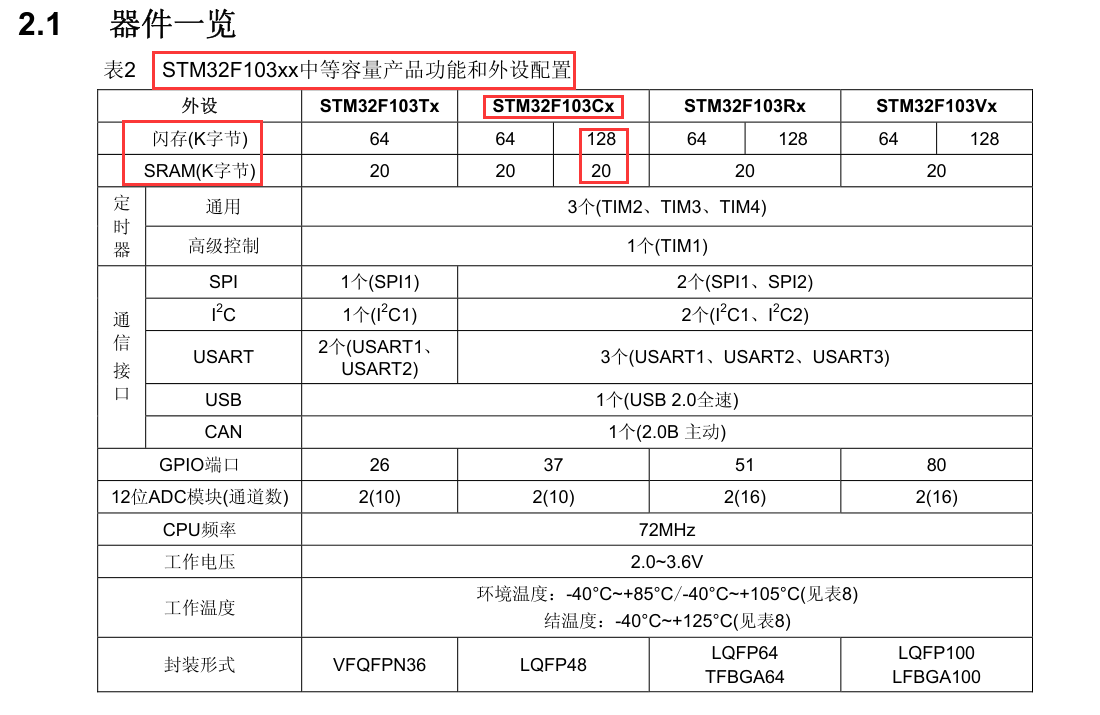 2.1 器件一览
表2 STM32F103xx中等容量产品功能和外设配置
外设 STM32F103Tx STM32F103Cx STM32F103Rx STM32F103Vx
闪存(K字节) 64 64 128 64 128 64 128
SRAM(K字节) 20 20 20 20 20
定时器 通用 3个(TIM2、TIM3、TIM4)
高级控制 1个(TIM1)
通信接口 SPI 1个(SPI1) 2个(SPI1、SPI2)
I²C 1个(I²C1) 2个(I²C1、I²C2)
USART 2个(USART1、
USART2) 3个(USART1、USART2、USART3)
USB 1个(USB 2.0全速)
CAN 1个(2.0B 主动)
GPIO端口 26 37 51 80
12位ADC模块(通道数) 2(10) 2(10) 2(16) 2(16)
CPU频率 72MHz
工作电压 2.0~3.6V
工作温度 环境温度：-40°C~+85°C/-40°C~+105°C(见表8)
结温度：-40°C~+125°C(见表8)
封装形式 VFQFPN36 LQFP48 LQFP64 LQFP100
TFBGA64 LFBGA100